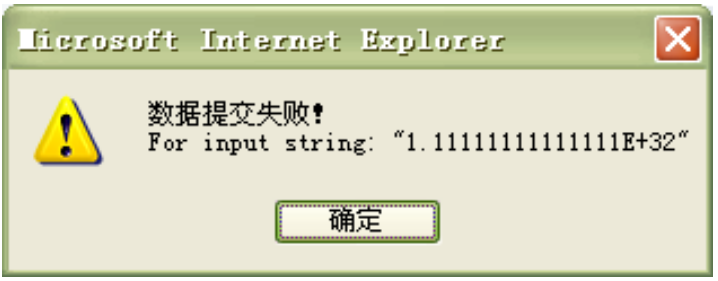 Microsoft Internet Explorer
数据提交失败!
For input string: "1.11111111111111E+32"
确定